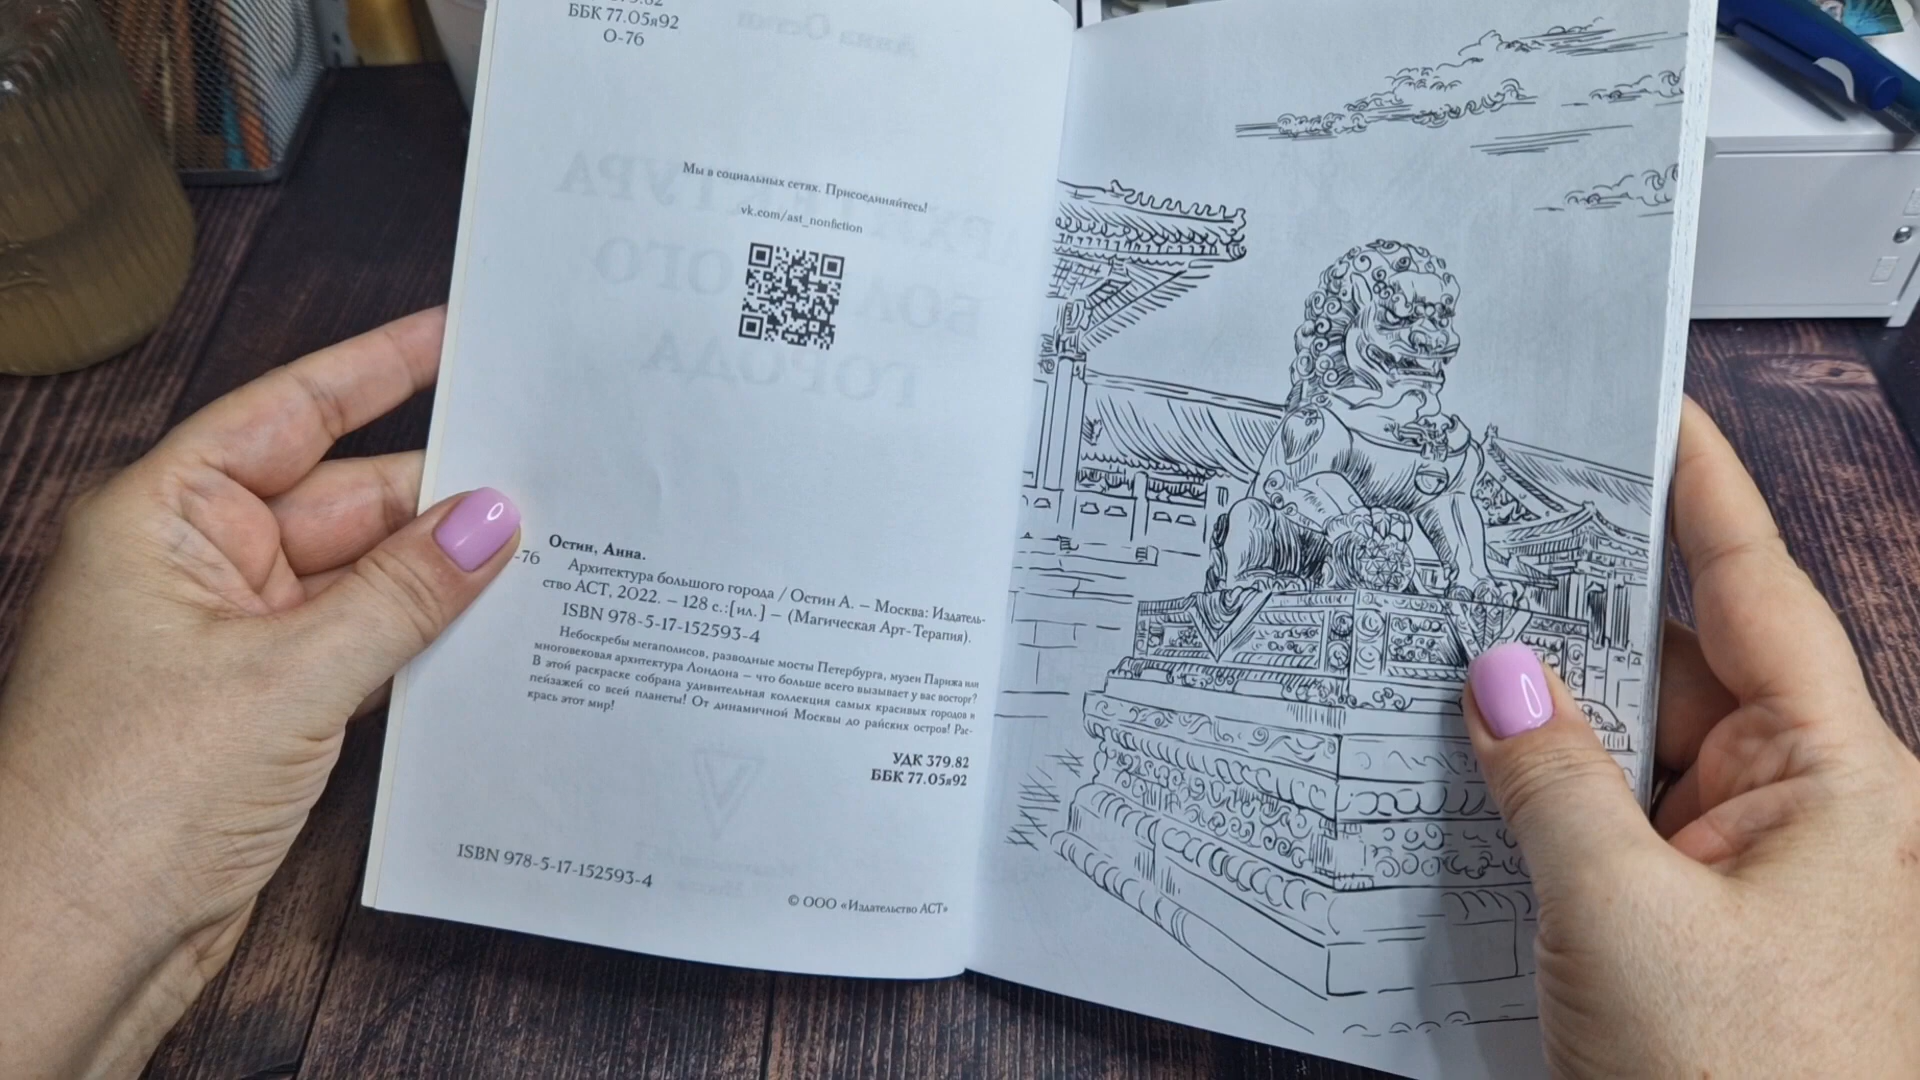 ББК 77.05я92
О-76
Мы в социальных сетях. Присоединяйтесь!
vk.com/ast_nonfiction
Остин, Анна.
-76
Архитектура большого города / Остин А. – Москва: Издатель-
ство АСТ, 2022. – 128 с.:[ил.] – (Магическая Арт-Терапия).
ISBN 978-5-17-152593-4
Небоскребы мегаполисов, разводные мосты Петербурга, музеи Парижа или
многовековая архитектура Лондона – что больше всего вызывает у вас восторг?
В этой раскраске собрана удивительная коллекция самых красивых городов и
пейзажей со всей планеты! От динамичной Москвы до райских остров! Рас-
крась этот мир!
УДК 379.82
ББК 77.05я92
ISBN 978-5-17-152593-4
© ООО «Издательство АСТ»